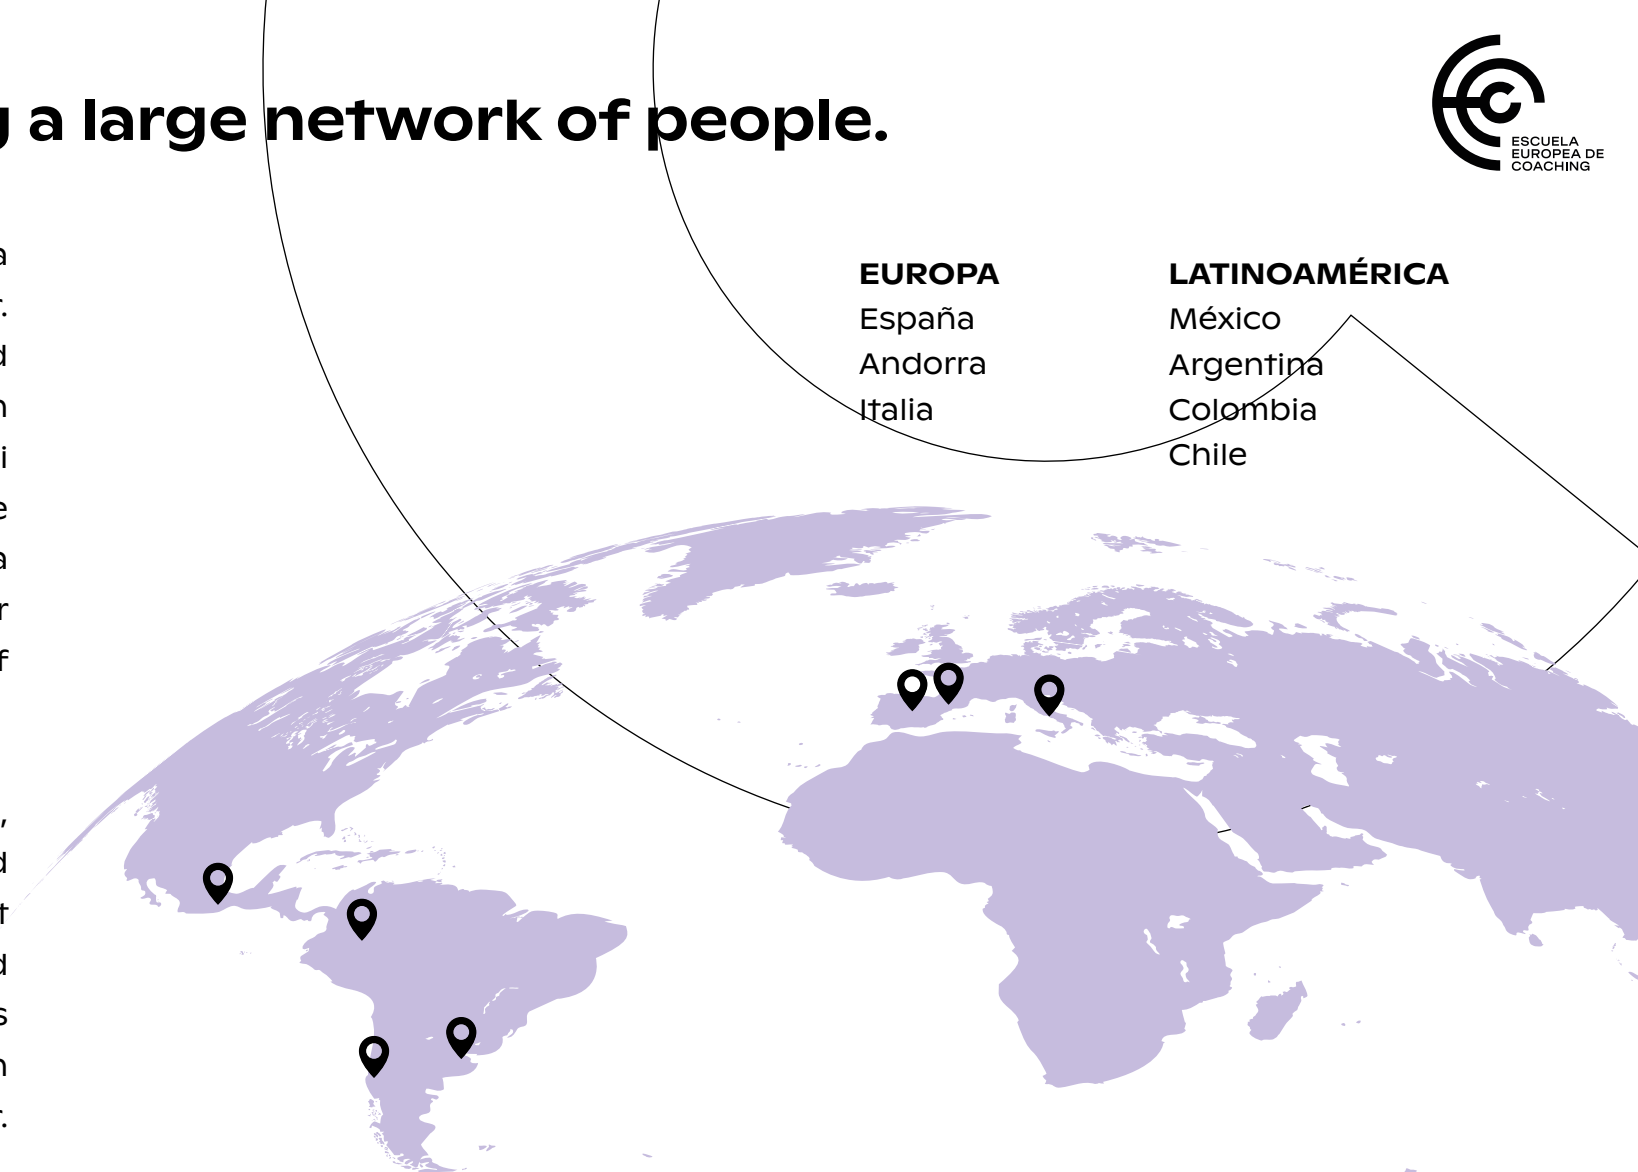 a large network of people.
ESCUELA
EUROPEA DE
COACHING
EUROPA
España
Andorra
Italia
LATINOAMÉRICA
México
Argentina
Colombia
Chile